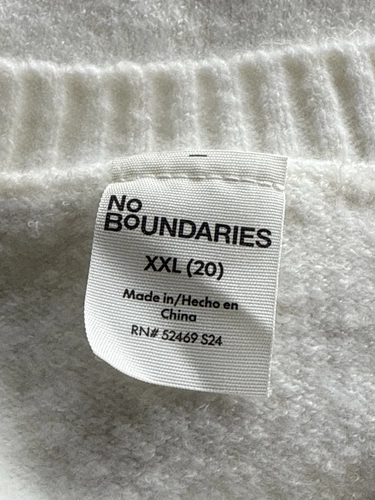 NO
BOUNDARIES
XXL (20)
Made in/Hecho en
China
RN# 52469 S24